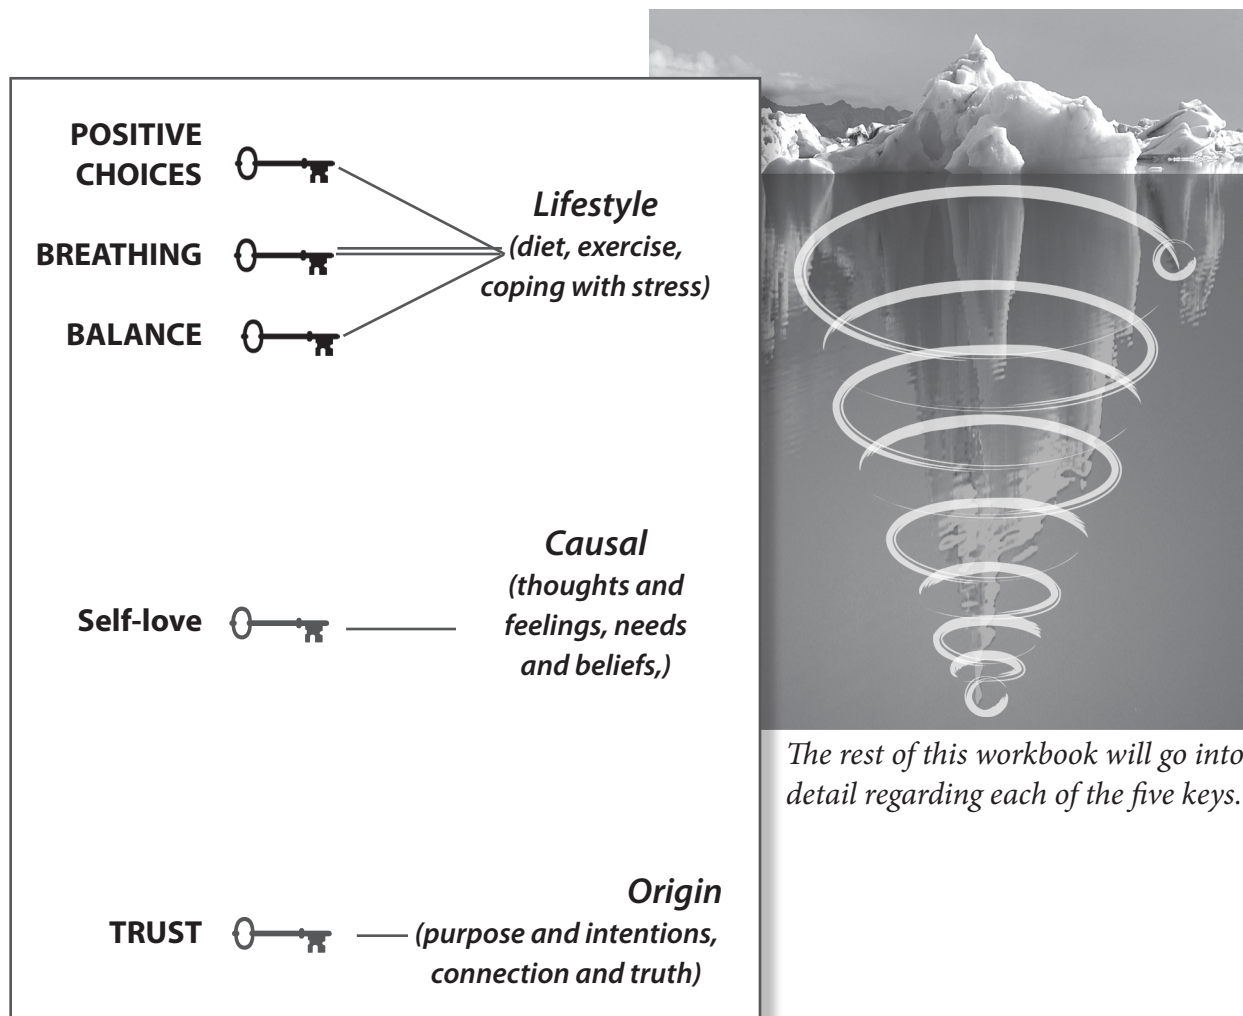 POSITIVE
CHOICES
BREATHING
BALANCE
Lifestyle
(diet, exercise,
coping with stress)
Self-love
Causal
(thoughts and
feelings, needs
and beliefs,)
TRUST
Origin
(purpose and intentions,
connection and truth)
The rest of this workbook will go into
detail regarding each of the five keys.